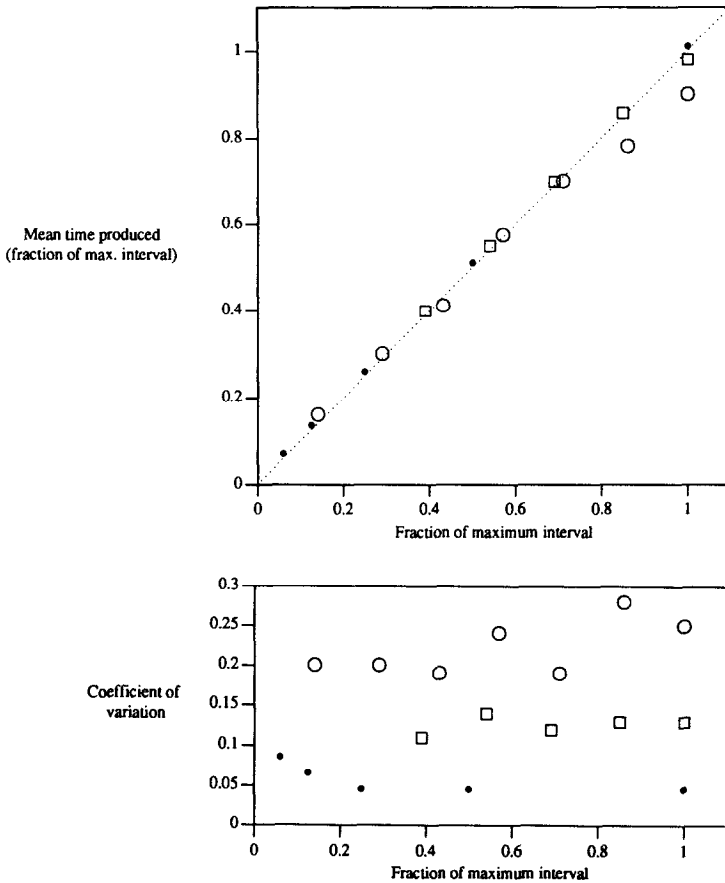 1
0.8
Mean time produced
(fraction of max. interval)
0.6
0.4
0.2
0
0 0.2 0.4 0.6 0.8 1
Fraction of maximum interval
0.3
0.25
0.2
Coefficient of
variation
0.15
0.1
0.05
0
0 0.2 0.4 0.6 0.8 1
Fraction of maximum interval